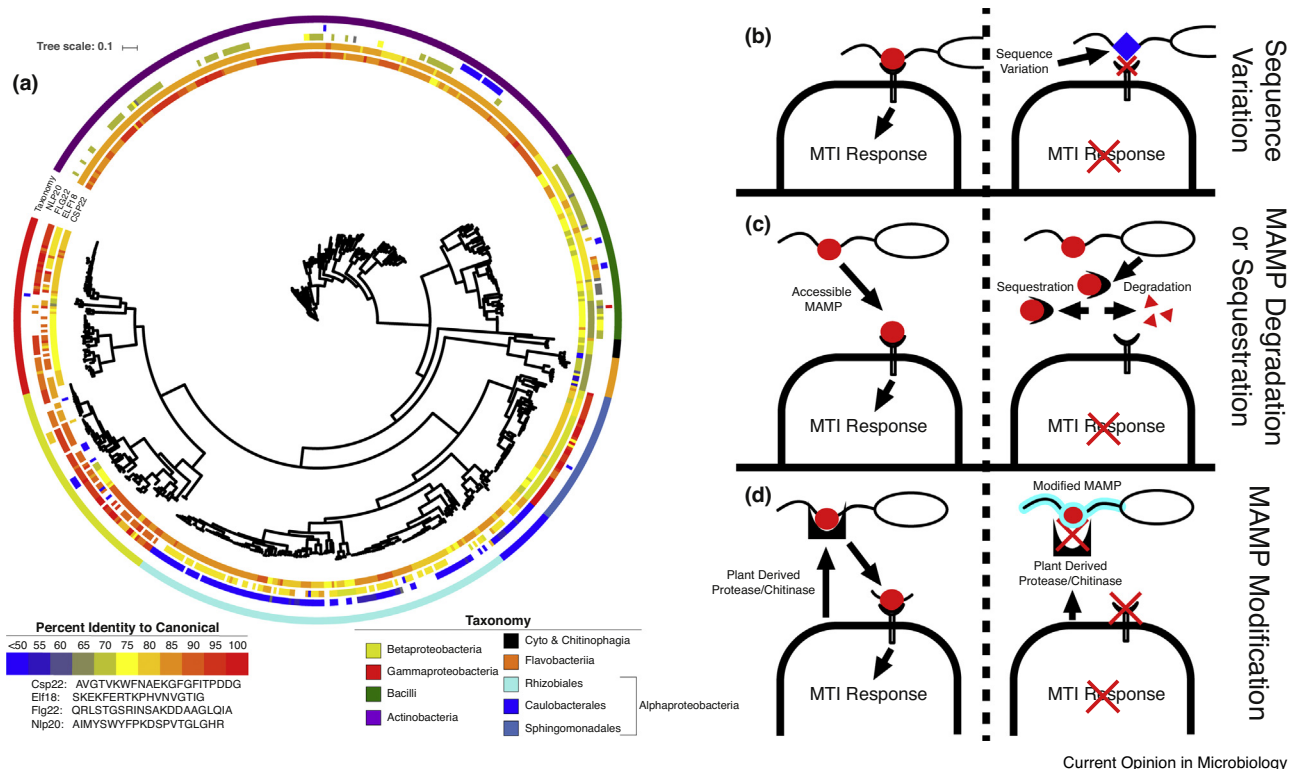 (a)
Tree scale: 0.1
Taxonomy
NLP20
FLG22
ELF18
CSP22
Percent Identity to Canonical
<50 55 60 65 70 75 80 85 90 95 100
Csp22: AVGTVKWFNAEKGFGFITPDDG
Elf18: SKEKFERTKPHVNVGTIG
Flg22: QRLSTGSRINSAKDDAAGLQIA
Nlp20: AIMYSWYFPKDSPVTGLGHR
Taxonomy
Betaproteobacteria
Gammaproteobacteria
Bacilli
Actinobacteria
Cyto & Chitinophagia
Flavobacteriia
Rhizobiales
Caulobacterales
Sphingomonadales
Alphaproteobacteria
(b)
MTI Response
Sequence
Variation
MTI Response
Sequence
Variation
(c)
Accessible
MAMP
MTI Response
Sequestration
Degradation
MTI Response
MAMP Degradation
or Sequestration
(d)
Plant Derived
Protease/Chitinase
MTI Response
Modified MAMP
Plant Derived
Protease/Chitinase
MTI Response
MAMP Modification
Current Opinion in Microbiology